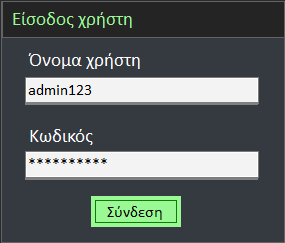 Είσοδος χρήστη
Όνομα χρήστη
admin123
Κωδικός
**********
Σύνδεση